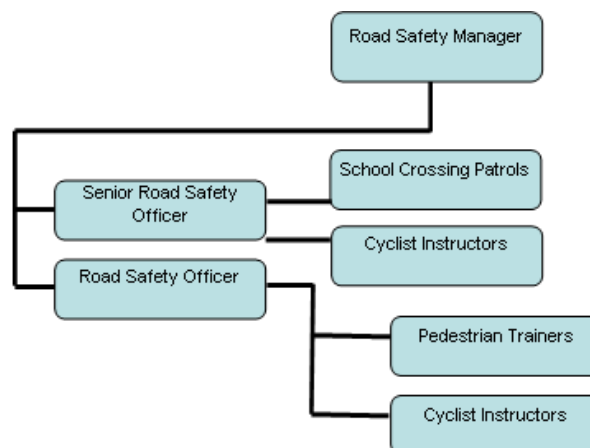 Road Safety Manager
School Crossing Patrols
Senior Road Safety
Officer
Cyclist Instructors
Road Safety Officer
Pedestrian Trainers
Cyclist Instructors